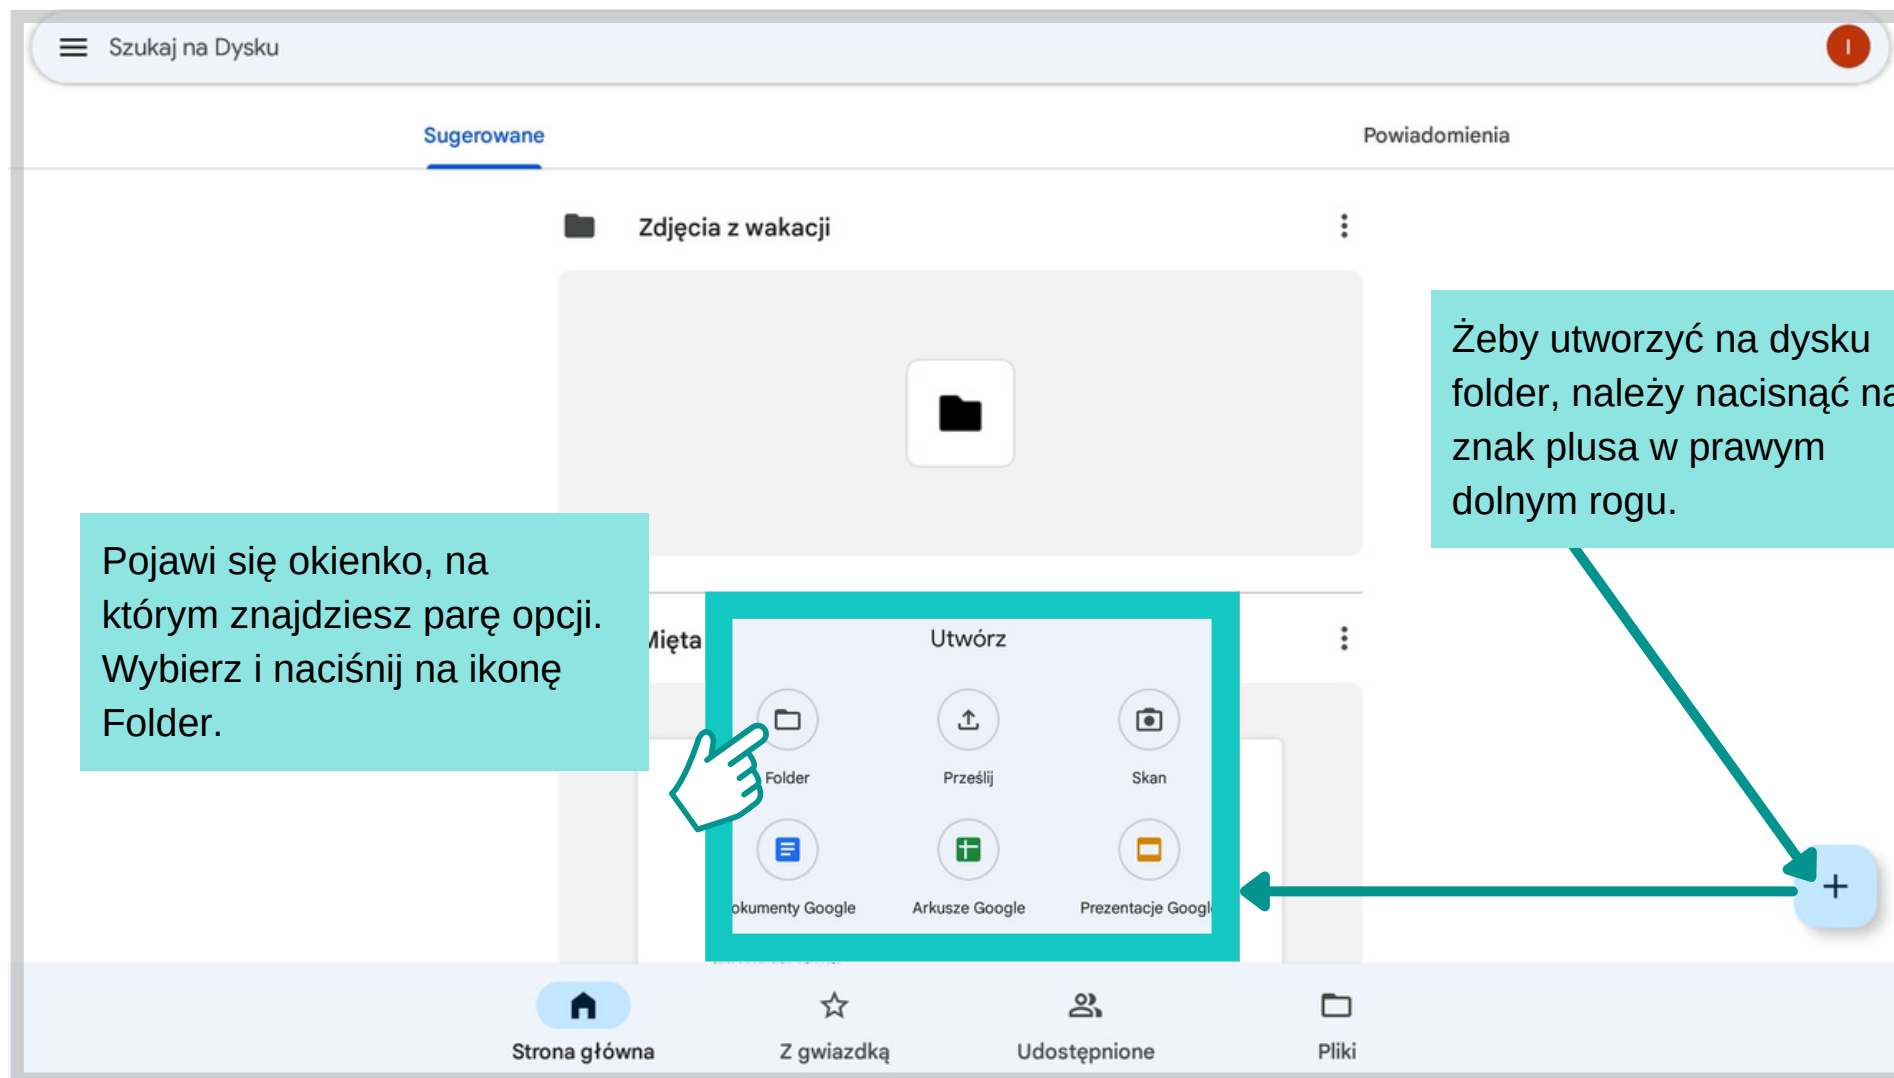 Szukaj na Dysku
I
Sugerowane
Powiadomienia
Zdjęcia z wakacji
Żeby utworzyć na dysku
folder, należy nacisnąć na
znak plusa w prawym
dolnym rogu.
Pojawi się okienko, na
którym znajdziesz parę opcji.
Wybierz i naciśnij na ikonę
Folder.
Mięta
Utwórz
Folder
Prześlij
Skan
okumenty Google
Arkusze Google
Prezentacje Googl
Strona główna
Z gwiazdką
Udostępnione
Pliki